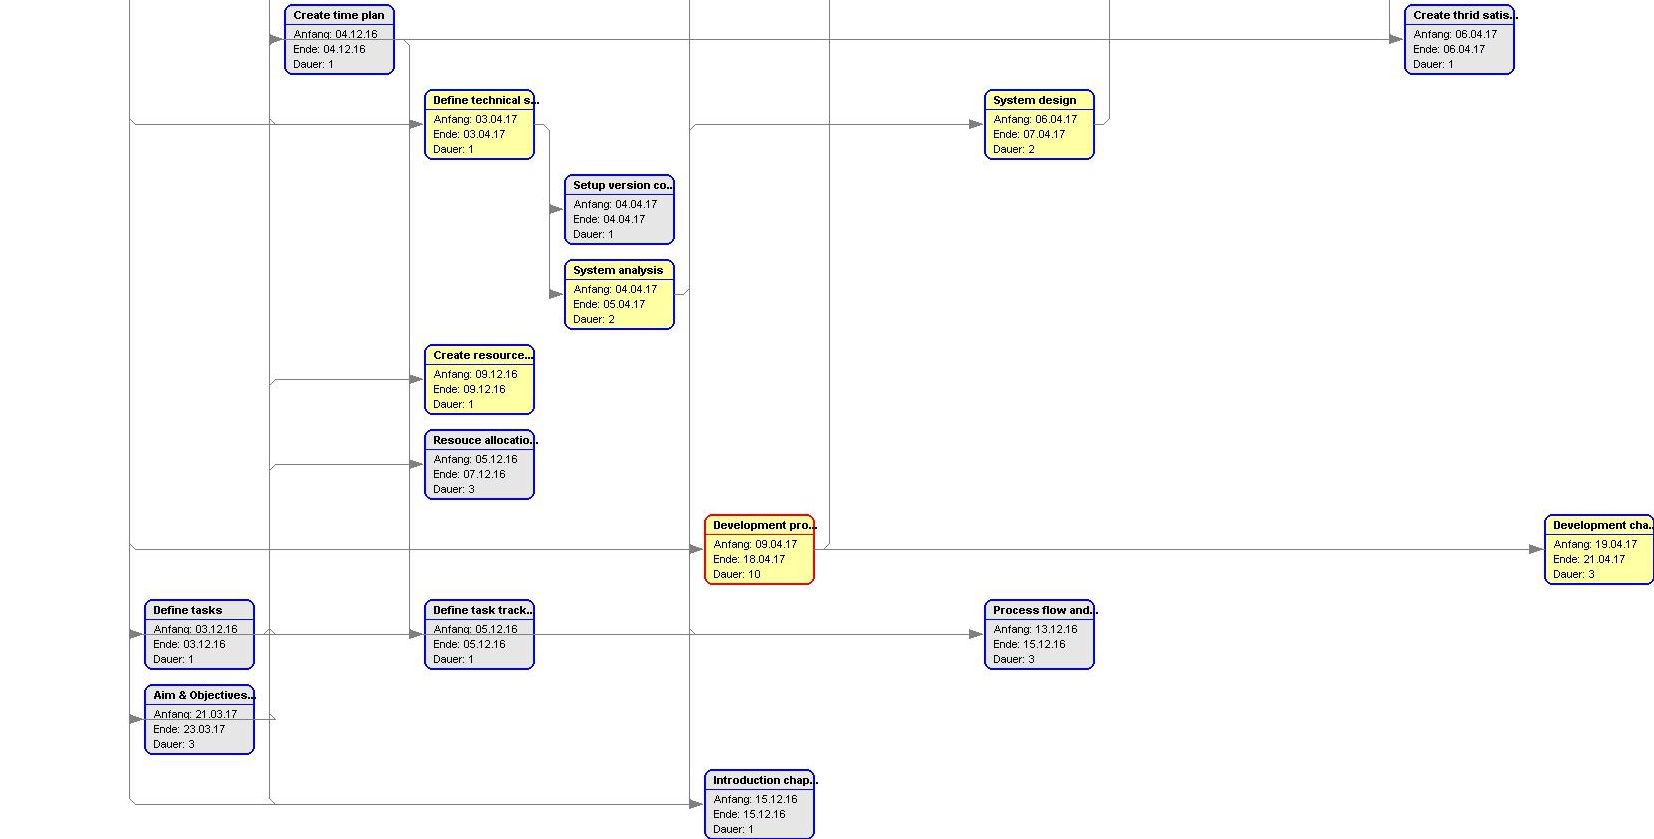 Create time plan
Anfang: 04.12.16
Ende: 04.12.16
Dauer: 1
Create thrid satis...
Anfang: 06.04.17
Ende: 06.04.17
Dauer: 1
Define technical s...
Anfang: 03.04.17
Ende: 03.04.17
Dauer: 1
System design
Anfang: 06.04.17
Ende: 07.04.17
Dauer: 2
Setup version co...
Anfang: 04.04.17
Ende: 04.04.17
Dauer: 1
System analysis
Anfang: 04.04.17
Ende: 05.04.17
Dauer: 2
Create resource...
Anfang: 09.12.16
Ende: 09.12.16
Dauer: 1
Resouce allocatio...
Anfang: 05.12.16
Ende: 07.12.16
Dauer: 3
Development pro...
Anfang: 09.04.17
Ende: 18.04.17
Dauer: 10
Development cha...
Anfang: 19.04.17
Ende: 21.04.17
Dauer: 3
Define tasks
Anfang: 03.12.16
Ende: 03.12.16
Dauer: 1
Define task track...
Anfang: 05.12.16
Ende: 05.12.16
Dauer: 1
Process flow and...
Anfang: 13.12.16
Ende: 15.12.16
Dauer: 3
Aim & Objectives...
Anfang: 21.03.17
Ende: 23.03.17
Dauer: 3
Introduction chap...
Anfang: 15.12.16
Ende: 15.12.16
Dauer: 1